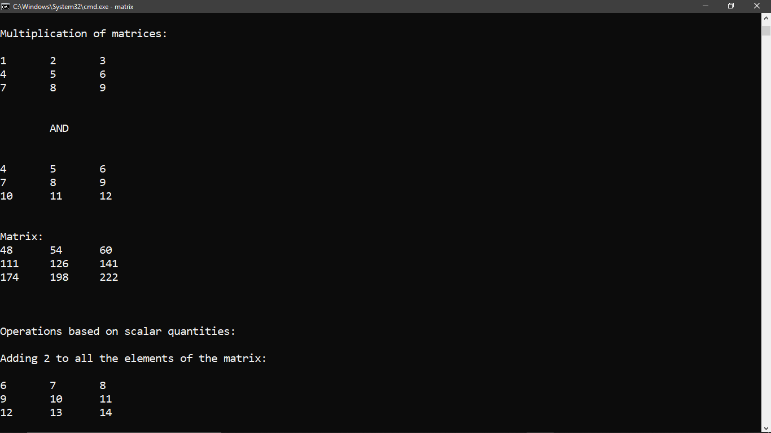 C:\Windows\System32\cmd.exe - matrix
Multiplication of matrices:
1 2 3
4 5 6
7 8 9
AND
4 5 6
7 8 9
10 11 12
Matrix:
48 54 60
111 126 141
174 198 222
Operations based on scalar quantities:
Adding 2 to all the elements of the matrix:
6 7 8
9 10 11
12 13 14